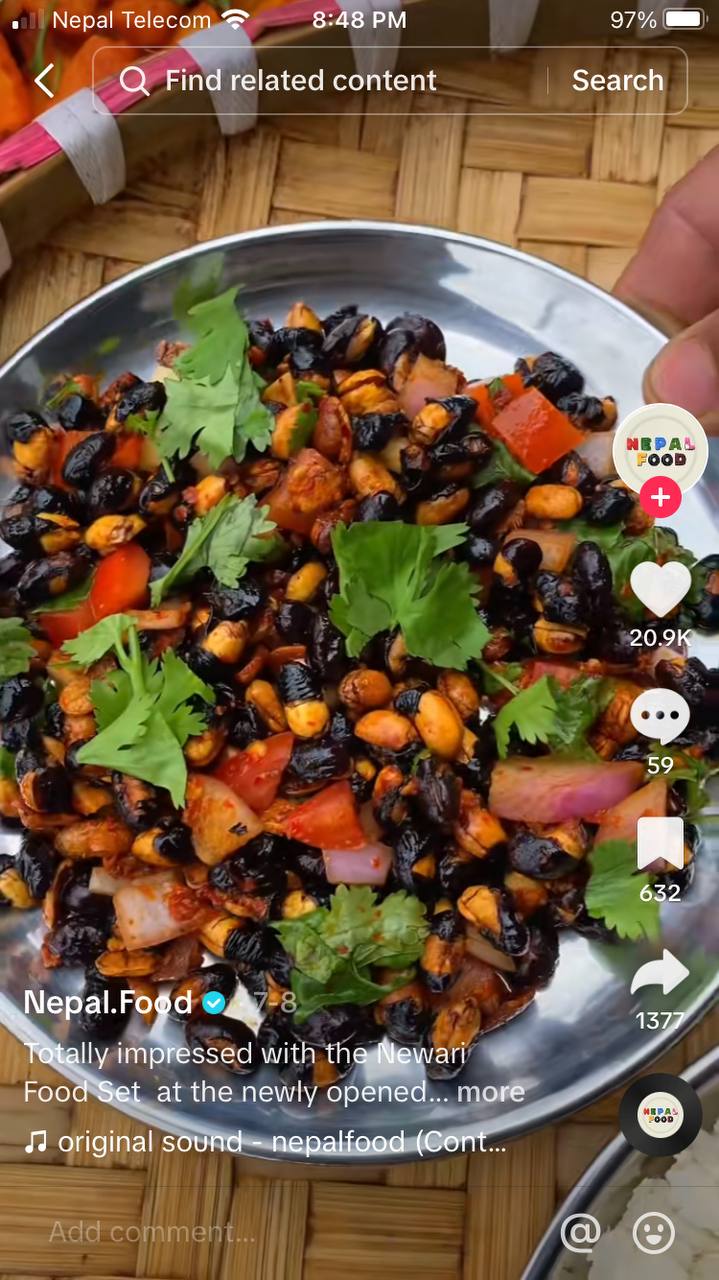 Nepal Telecom 8:48 PM 97%
Find related content Search
NEPAL
FOOD
20.9K
59
632
1377
Nepal.Food · 7-8
Totally impressed with the Newari
Food Set at the newly opened... more
original sound - nepalfood (Cont...
NEPAL
FOOD
Add comment...
@